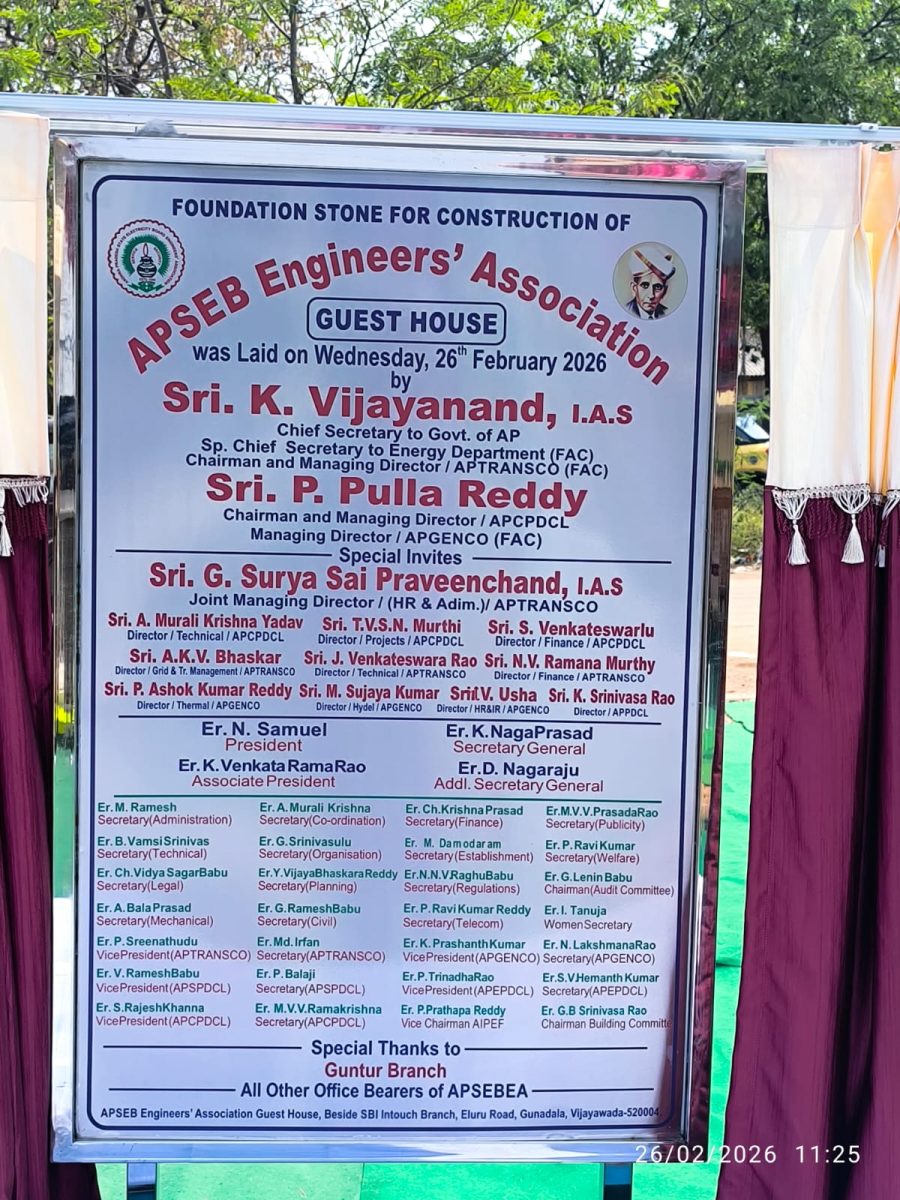 FOUNDATION STONE FOR CONSTRUCTION OF
APSEB Engineers' Association
GUEST HOUSE
was Laid on Wednesday, 26th February 2026
by
Sri. K. Vijayanand, I.A.S
Chief Secretary to Govt. of AP
Sp. Chief Secretary to Energy Department (FAC)
Chairman and Managing Director / APTRANSCO (FAC)
Sri. P. Pulla Reddy
Chairman and Managing Director / APCPDCL
Managing Director / APGENCO (FAC)
Special Invites
Sri. G. Surya Sai Praveenchand, I.A.S
Joint Managing Director / (HR & Adim.)/ APTRANSCO
Sri. A. Murali Krishna Yadav Sri. T.V.S.N. Murthi Sri. S. Venkateswarlu
Director / Technical / APCPDCL Director / Projects / APCPDCL Director / Finance / APCPDCL
Sri. A.K.V. Bhaskar Sri. J. Venkateswara Rao Sri. N.V. Ramana Murthy
Director / Grid & Tr. Management / APTRANSCO Director / Technical / APTRANSCO Director / Finance / APTRANSCO
Sri. P. Ashok Kumar Reddy Sri. M. Sujaya Kumar V. Usha Sri. K. Srinivasa Rao
Director / Thermal / APGENCO Director / Hydel / APGENCO Director / HR&IR / APGENCO Director / APPDCL
Er. N. Samuel Er. K.NagaPrasad
President Secretary General
Er. K.Venkata RamaRao Er.D. Nagaraju
Associate President Addl. Secretary General
Er. M. Ramesh Er. A.Murali Krishna Er. Ch.Krishna Prasad Er.M.V.V.PrasadaRao
Secretary(Administration) Secretary(Co-ordination) Secretary(Finance) Secretary(Publicity)
Er. B. VamsiSrinivas Er. G.Srinivasulu Er. M. Damodaram Er. P.Ravi Kumar
Secretary(Technical) Secretary(Organisation) Secretary(Establishment) Secretary(Welfare)
Er. Ch.Vidya SagarBabu Er.Y.VijayaBhaskaraReddy Er.N.N.V.RaghuBabu Er. G.Lenin Babu
Secretary(Legal) Secretary(Planning) Secretary(Regulations) Chairman(Audit Committee)
Er. A.BalaPrasad Er. G.RameshBabu Er. P.Ravi Kumar Reddy Er. I. Tanuja
Secretary(Mechanical) Secretary(Civil) Secretary(Telecom) Women Secretary
Er. P. Sreenathudu Er. Md. Irfan Er. K. Prashanth Kumar Er. N. LakshmanaRao
Vice President (APTRANSCO) Secretary(APTRANSCO) Vice President (APGENCO) Secretary(APGENCO)
Er. V. RameshBabu Er. P.Balaji Er.P.TrinadhaRao Er.S.V.Hemanth Kumar
Vice President (APSPDCL) Secretary(APSPDCL) Vice President (APEPDCL) Secretary(APEPDCL)
Er. S.RajeshKhanna Er. M.V.V.Ramakrishna Er. P.Prathapa Reddy Er. G.B Srinivasa Rao
Vice President (APCPDCL) Secretary(APCPDCL) Vice Chairman AIPEF Chairman Building Committe
Special Thanks to
Guntur Branch
All Other Office Bearers of APSEBEA
APSEB Engineers' Association Guest House, Beside SBI Intouch Branch, Eluru Road, Gunadala, Vijayawada-520004.
26/02/2026 11:25